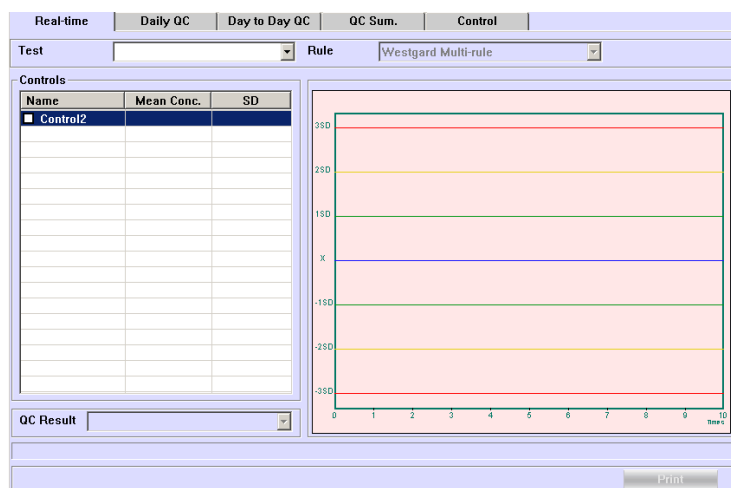 Real-time Daily QC Day to Day QC QC Sum. Control
Test Rule Westgard Multi-rule
Controls
Name Mean Conc. SD
Control2
3SD
2SD
1SD
X
-1SD
-2SD
-3SD
0 1 2 3 4 5 6 7 8 9 10
Times
QC Result
Print